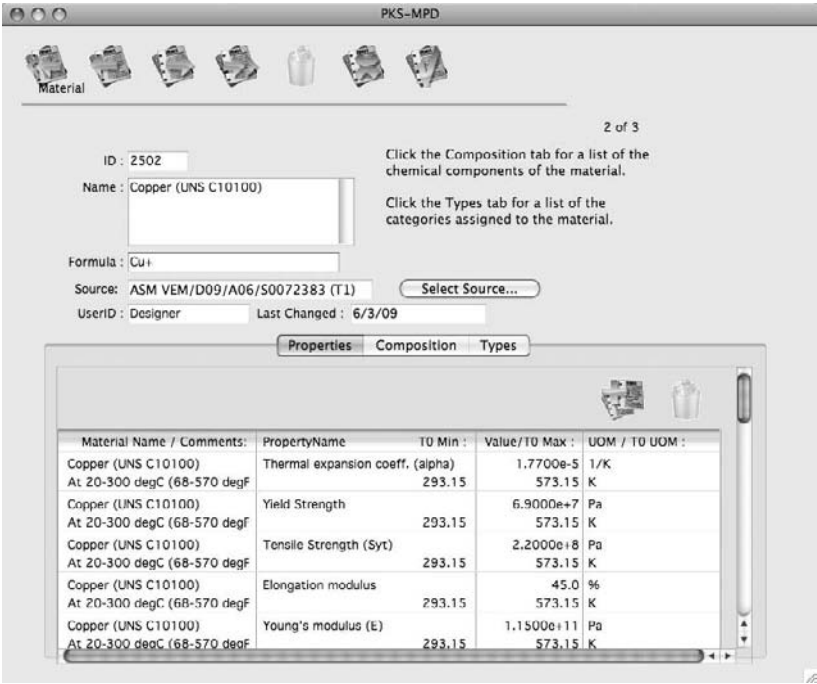 PKS-MPD
Material
2 of 3
ID : 2502
Click the Composition tab for a list of the
chemical components of the material.
Name : Copper (UNS C10100)
Click the Types tab for a list of the
categories assigned to the material.
Formula : Cu+
Source: ASM VEM/D09/A06/S0072383 (T1) Select Source...
UserID : Designer Last Changed : 6/3/09
Properties Composition Types
Material Name / Comments: PropertyName T0 Min : Value/T0 Max : UOM / T0 UOM :
Copper (UNS C10100) Thermal expansion coeff. (alpha) 1.7700e-5 1/K
At 20-300 degC (68-570 degF 293.15 573.15 K
Copper (UNS C10100) Yield Strength 6.9000e+7 Pa
At 20-300 degC (68-570 degF 293.15 573.15 K
Copper (UNS C10100) Tensile Strength (Syt) 2.2000e+8 Pa
At 20-300 degC (68-570 degF 293.15 573.15 K
Copper (UNS C10100) Elongation modulus 45.0 %
At 20-300 degC (68-570 degF 293.15 573.15 K
Copper (UNS C10100) Young's modulus (E) 1.1500e+11 Pa
At 20-300 degC (68-570 degF 293.15 573.15 K